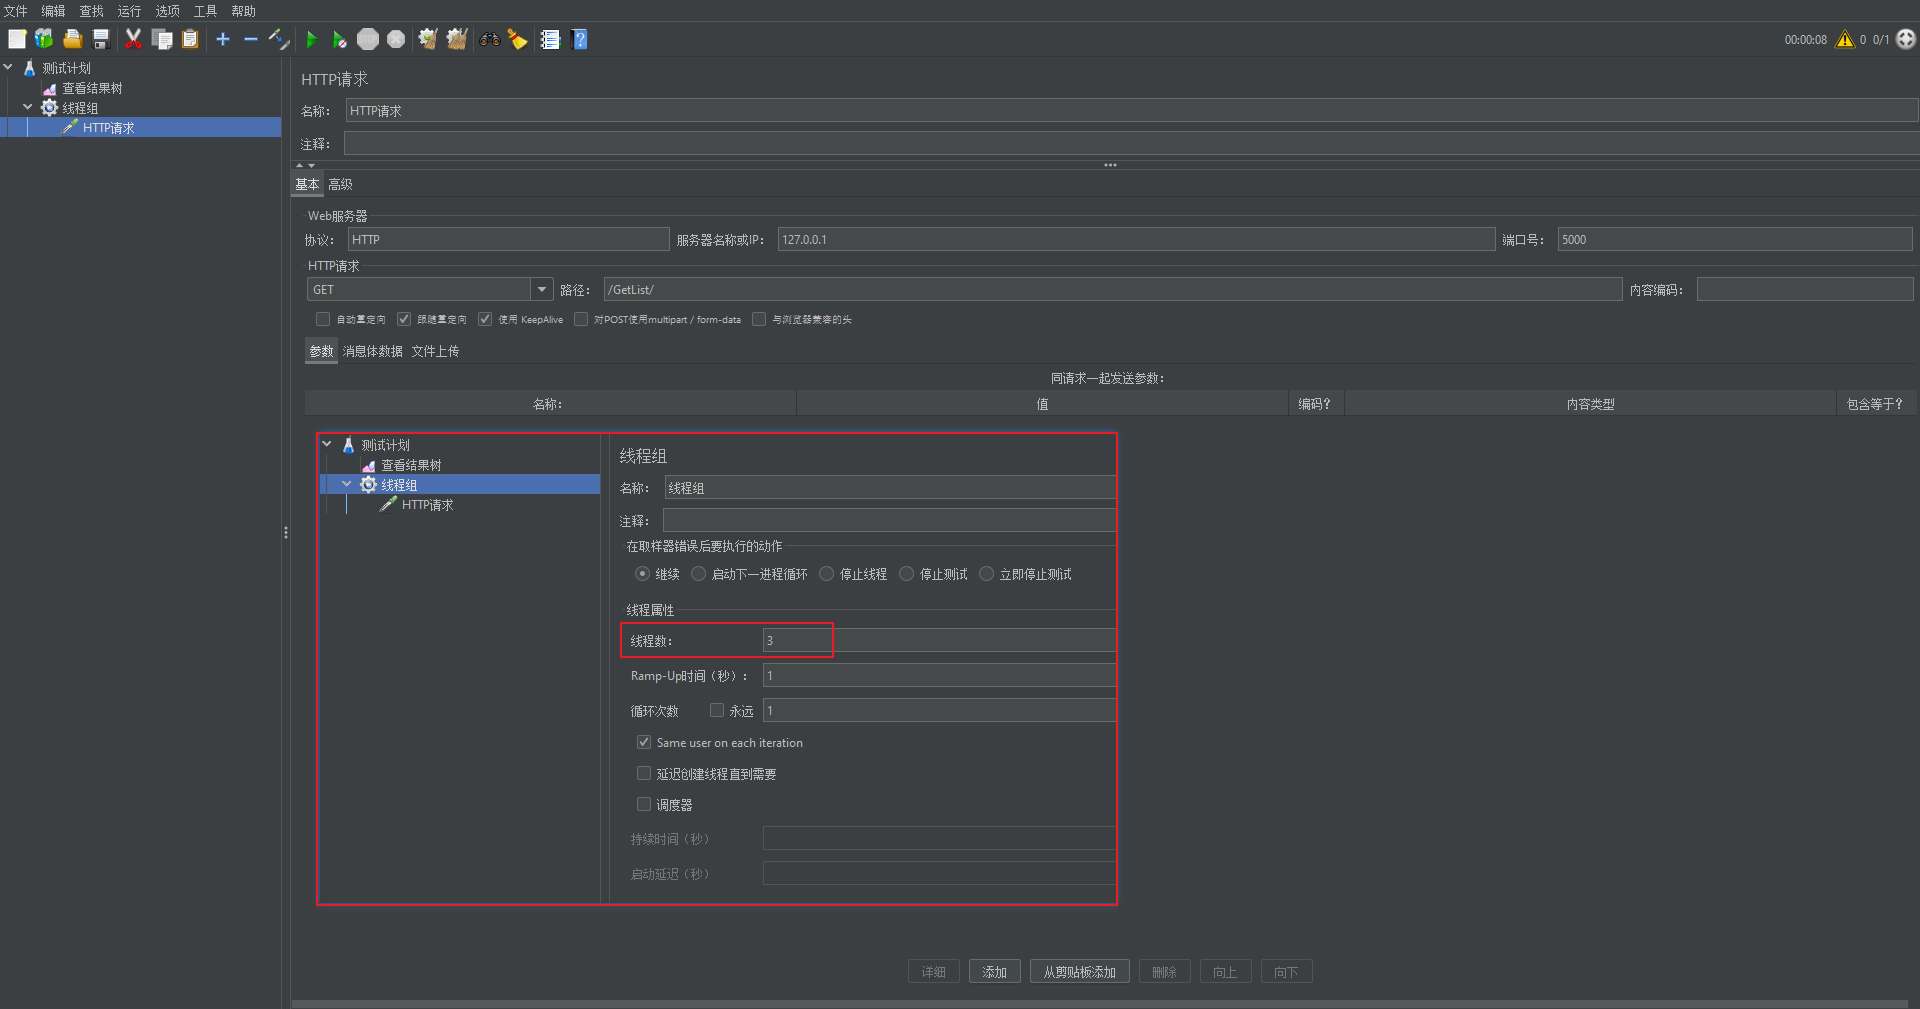 文件 编辑 查找 运行 选项 工具 帮助
STOP
00:00:08 0 0/1
测试计划
查看结果树
线程组
HTTP请求
HTTP请求
名称： HTTP请求
注释：
基本 高级
Web服务器
协议： HTTP 服务器名称或IP： 127.0.0.1 端口号： 5000
HTTP请求
GET 路径： /GetList/ 内容编码：
自动重定向 跟随重定向 使用 KeepAlive 对POST使用multipart / form-data 与浏览器兼容的头
参数 消息体数据 文件上传
同请求一起发送参数：
名称： 值 编码？ 内容类型 包含等于？
测试计划
查看结果树
线程组
HTTP请求
线程组
名称： 线程组
注释：
在取样器错误后要执行的动作
继续 启动下一进程循环 停止线程 停止测试 立即停止测试
线程属性
线程数： 3
Ramp-Up时间（秒）： 1
循环次数 永远 1
Same user on each iteration
延迟创建线程直到需要
调度器
持续时间（秒）
启动延迟（秒）
详细 添加 从剪贴板添加 删除 向上 向下